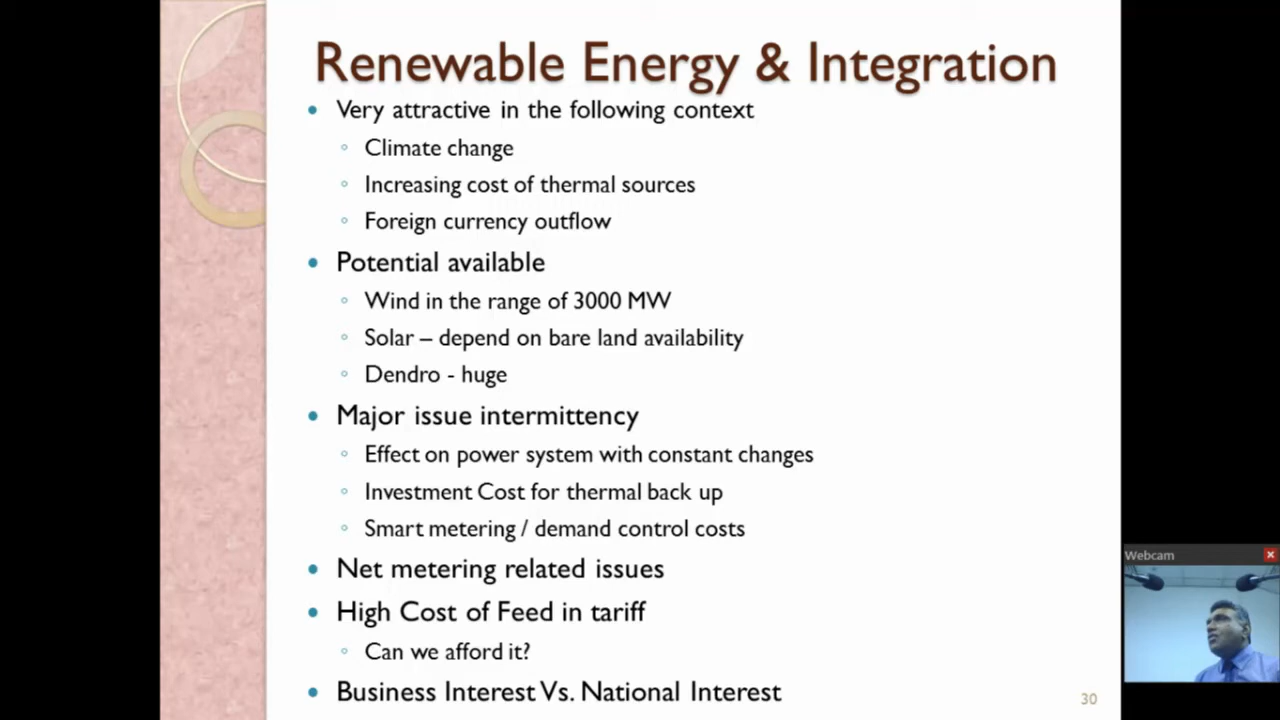 Renewable Energy & Integration
Very attractive in the following context
Climate change
Increasing cost of thermal sources
Foreign currency outflow
Potential available
Wind in the range of 3000 MW
Solar – depend on bare land availability
Dendro - huge
Major issue intermittency
Effect on power system with constant changes
Investment Cost for thermal back up
Smart metering / demand control costs
Net metering related issues
High Cost of Feed in tariff
Can we afford it?
Business Interest Vs. National Interest
30
Webcam